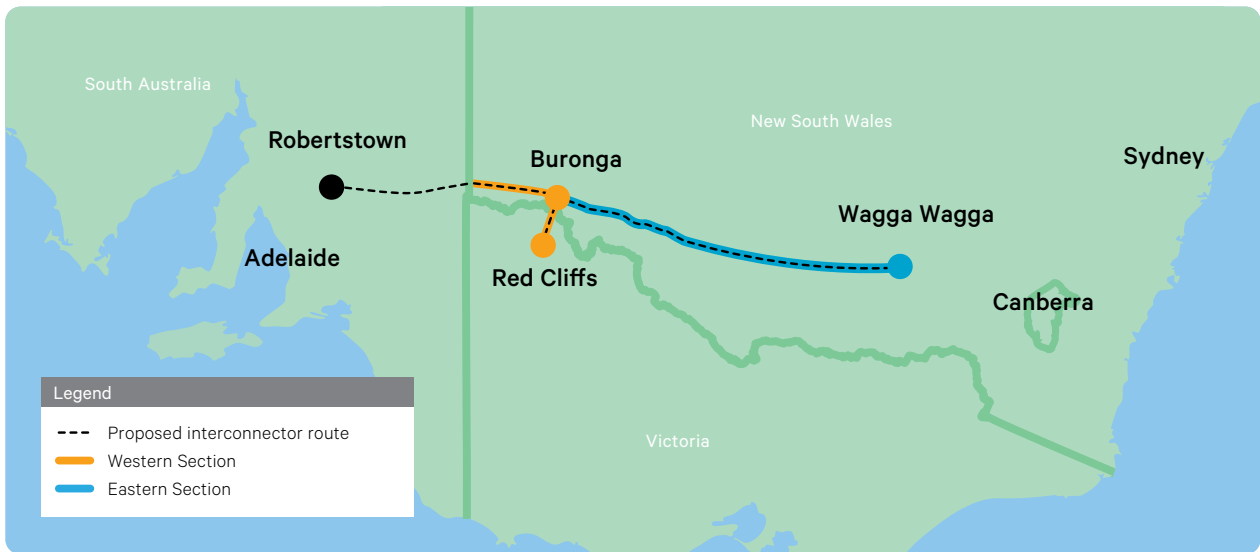 South Australia
New South Wales
Robertstown
Buronga
Sydney
Wagga Wagga
Adelaide
Red Cliffs
Canberra
Legend
Proposed interconnector route
Western Section
Eastern Section
Victoria